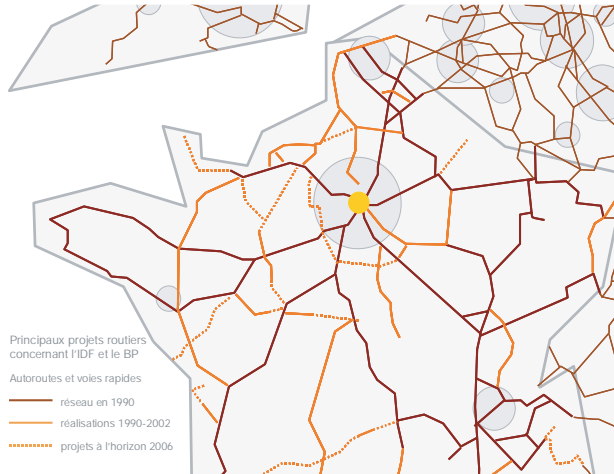 Principaux projets routiers
concernant l'IDF et le BP
Autoroutes et voies rapides
réseau en 1990
réalisations 1990-2002
projets à l'horizon 2006